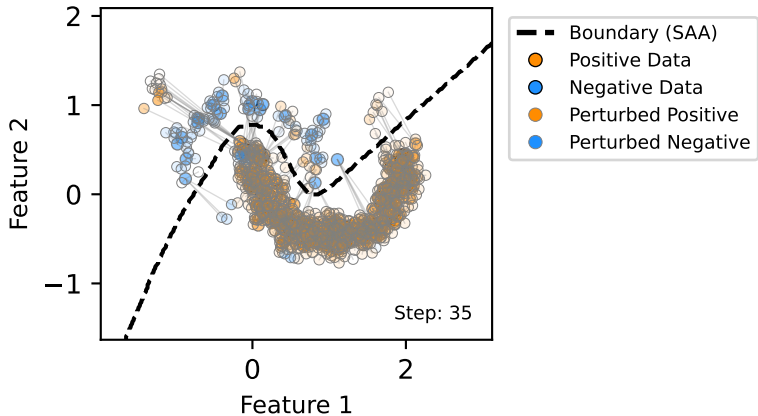 2
1
0
−1
Feature 2
0
2
Feature 1
Step: 35
Boundary (SAA)
Positive Data
Negative Data
Perturbed Positive
Perturbed Negative